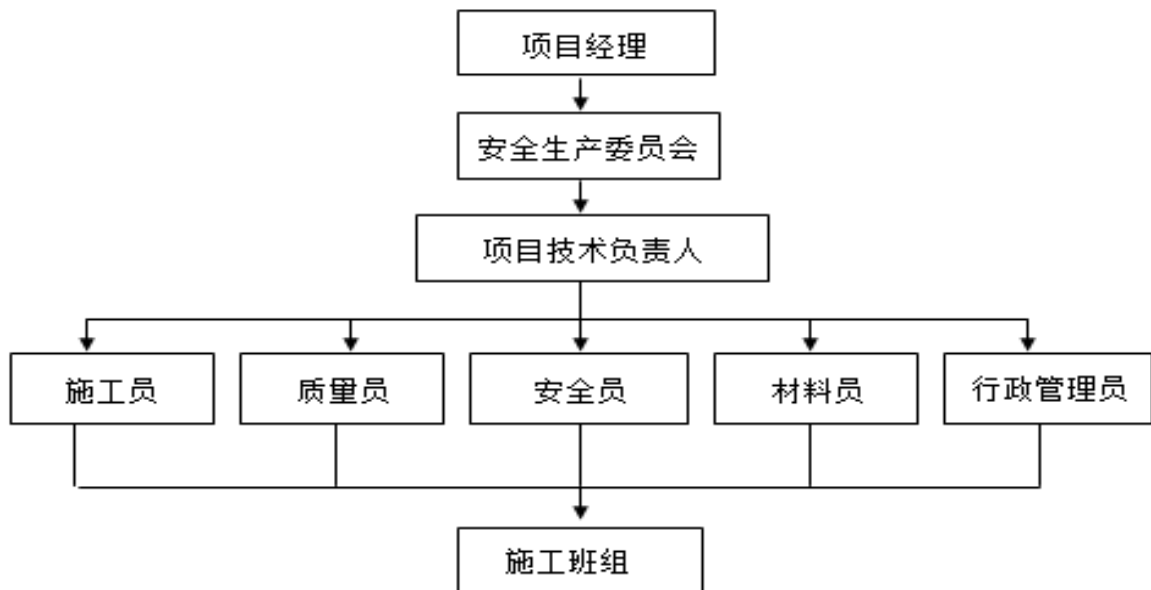 项目经理
安全生产委员会
项目技术负责人
施工员
质量员
安全员
材料员
行政管理员
施工班组